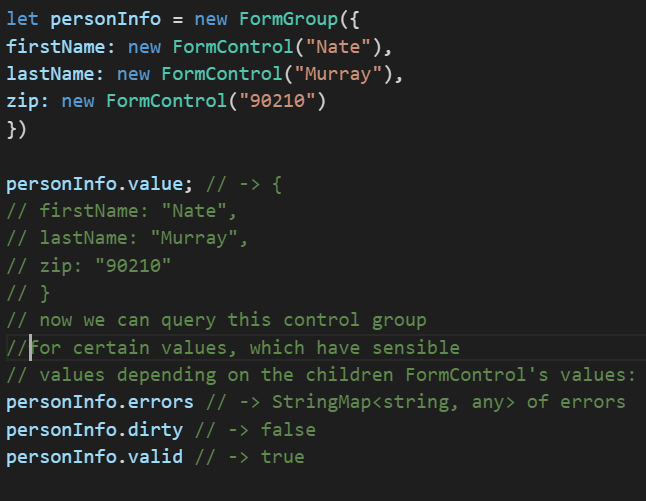 let personInfo = new FormGroup({
firstName: new FormControl("Nate"),
lastName: new FormControl("Murray"),
zip: new FormControl("90210")
})
personInfo.value; // -> {
// firstName: "Nate",
// lastName: "Murray",
// zip: "90210"
// }
// now we can query this control group
//for certain values, which have sensible
// values depending on the children FormControl's values:
personInfo.errors // -> StringMap<string, any> of errors
personInfo.dirty // -> false
personInfo.valid // -> true